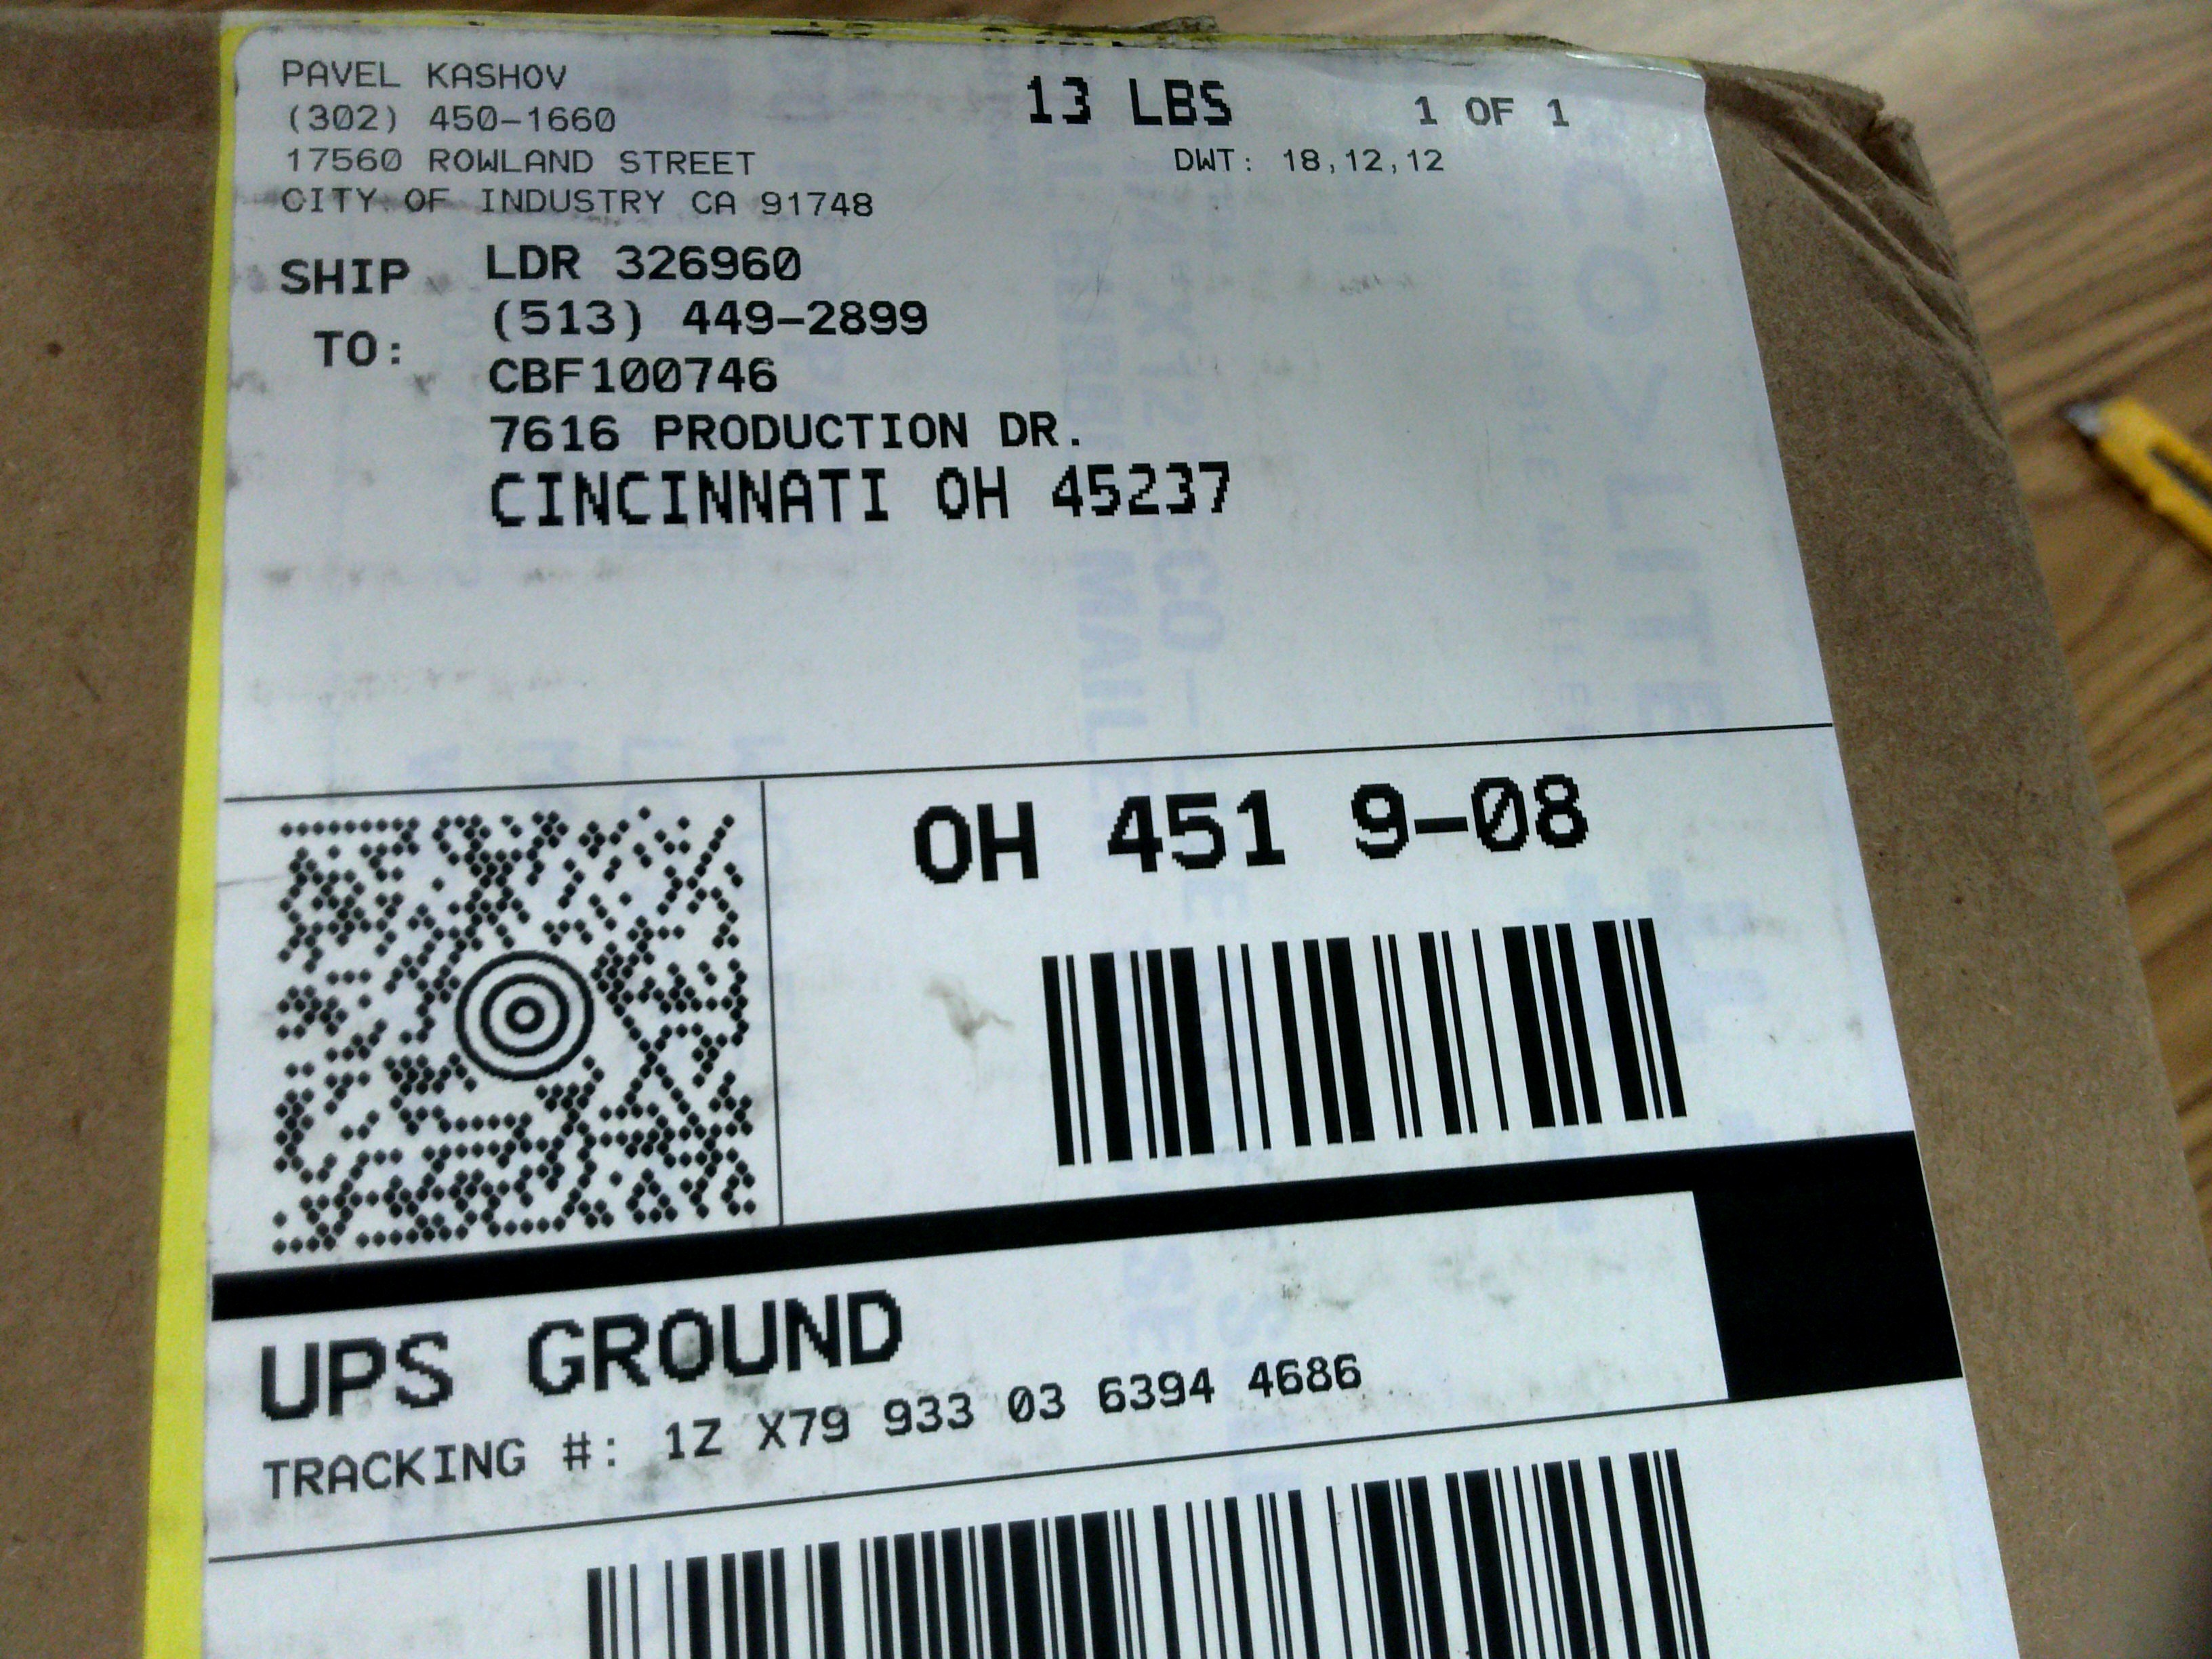 PAVEL KASHOV
(302) 450-1660
17560 ROWLAND STREET
CITY OF INDUSTRY CA 91748
13 LBS 1 OF 1
DWT: 18,12,12
SHIP TO:
LDR 326960
(513) 449-2899
CBF100746
7616 PRODUCTION DR.
CINCINNATI OH 45237
OH 451 9-08
UPS GROUND
TRACKING #: 1Z X79 933 03 6394 4686